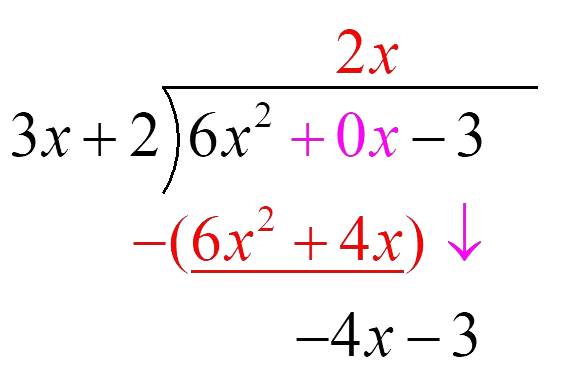 2x
3x + 2)6x² + 0x − 3
−(6x² + 4x) ↓
−4x − 3